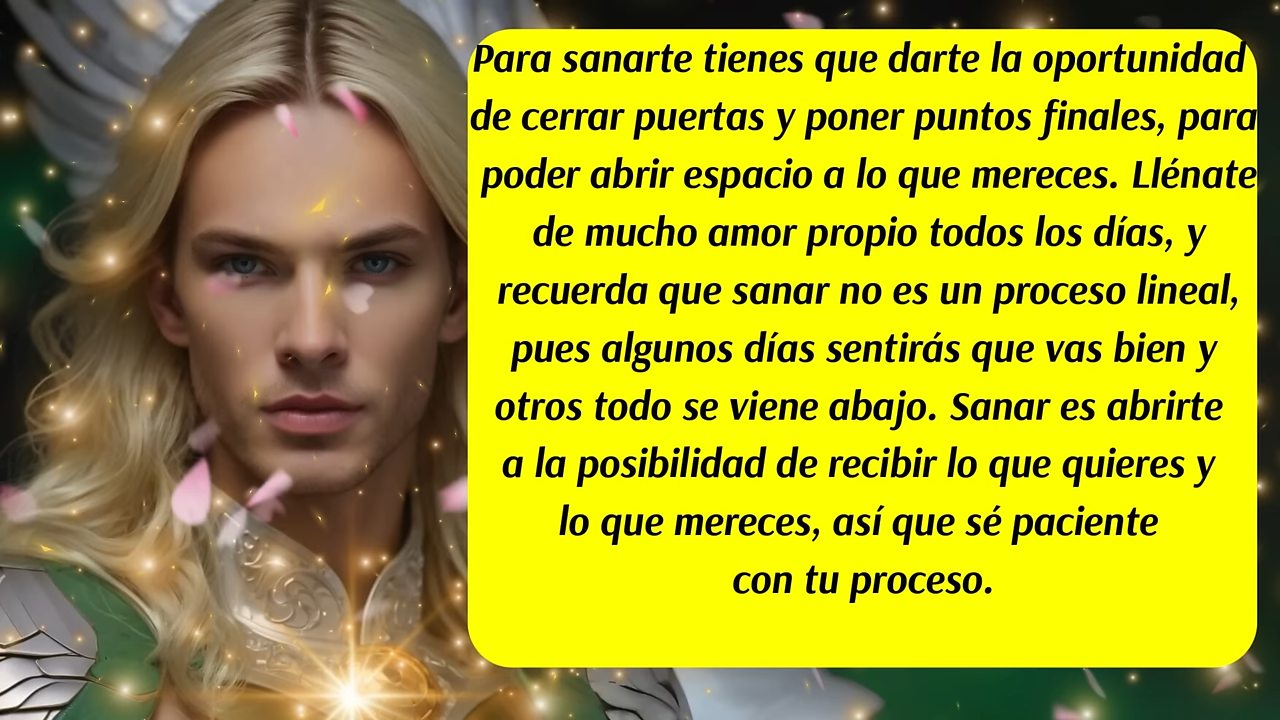 Para sanarte tienes que darte la oportunidad
de cerrar puertas y poner puntos finales, para
poder abrir espacio a lo que mereces. Llénate
de mucho amor propio todos los días, y
recuerda que sanar no es un proceso lineal,
pues algunos días sentirás que vas bien y
otros todo se viene abajo. Sanar es abrirte
a la posibilidad de recibir lo que quieres y
lo que mereces, así que sé paciente
con tu proceso.